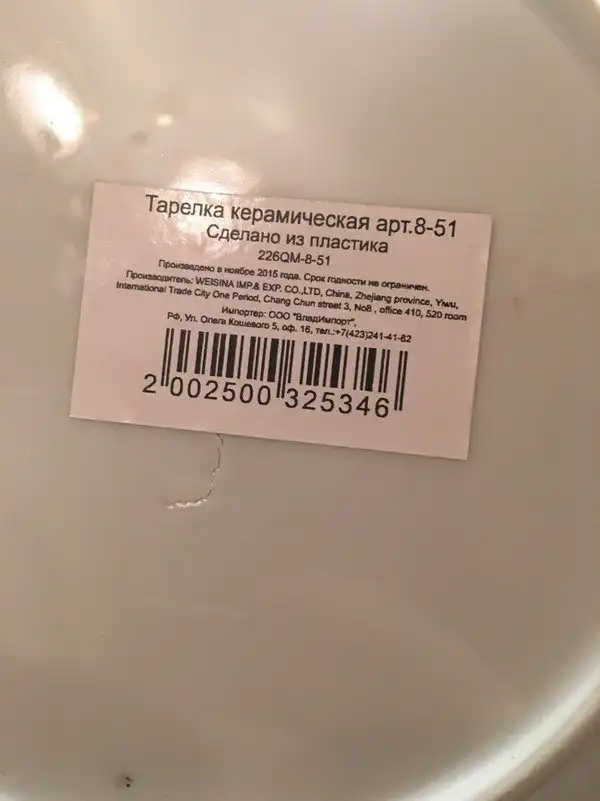 Тарелка керамическая арт.8-51
Сделано из пластика
226QM-8-51
Произведено в ноябре 2015 года. Срок годности не ограничен.
Производитель: WEISINA IMP.& EXP. CO.,LTD, China, Zhejiang province, Yiwu,
International Trade City One Period, Chang Chun street 3, No8 , office 410, 520 room
Импортер: ООО "ВладИмпорт",
РФ, Ул. Олега Кошевого 5, оф. 16, тел.:+7(423)241-41-82
2 002500 325346